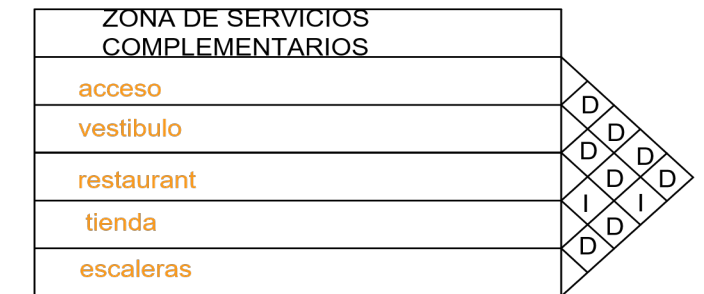 ZONA DE SERVICIOS
COMPLEMENTARIOS
acceso
D
vestibulo
D
D
D
restaurant
D
D
I
I
tienda
D
D
escaleras